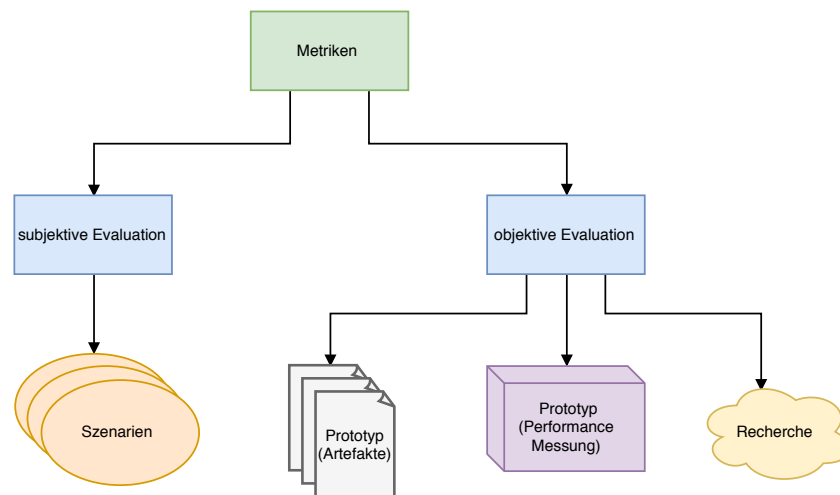 Metriken
subjektive Evaluation
objektive Evaluation
Szenarien
Prototyp
(Artefakte)
Prototyp
(Performance
Messung)
Recherche